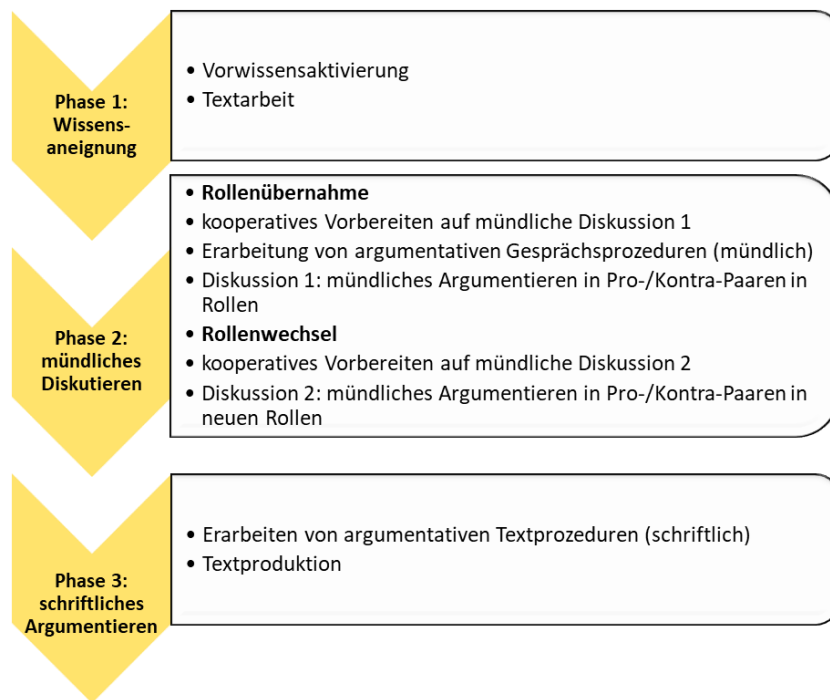 Phase 1:
Wissens-
aneignung
• Vorwissensaktivierung
• Textarbeit
Phase 2:
mündliches
Diskutieren
• Rollenübernahme
• kooperatives Vorbereiten auf mündliche Diskussion 1
• Erarbeitung von argumentativen Gesprächsprozeduren (mündlich)
• Diskussion 1: mündliches Argumentieren in Pro-/Kontra-Paaren in
Rollen
• Rollenwechsel
• kooperatives Vorbereiten auf mündliche Diskussion 2
• Diskussion 2: mündliches Argumentieren in Pro-/Kontra-Paaren in
neuen Rollen
Phase 3:
schriftliches
Argumentieren
• Erarbeiten von argumentativen Textprozeduren (schriftlich)
• Textproduktion